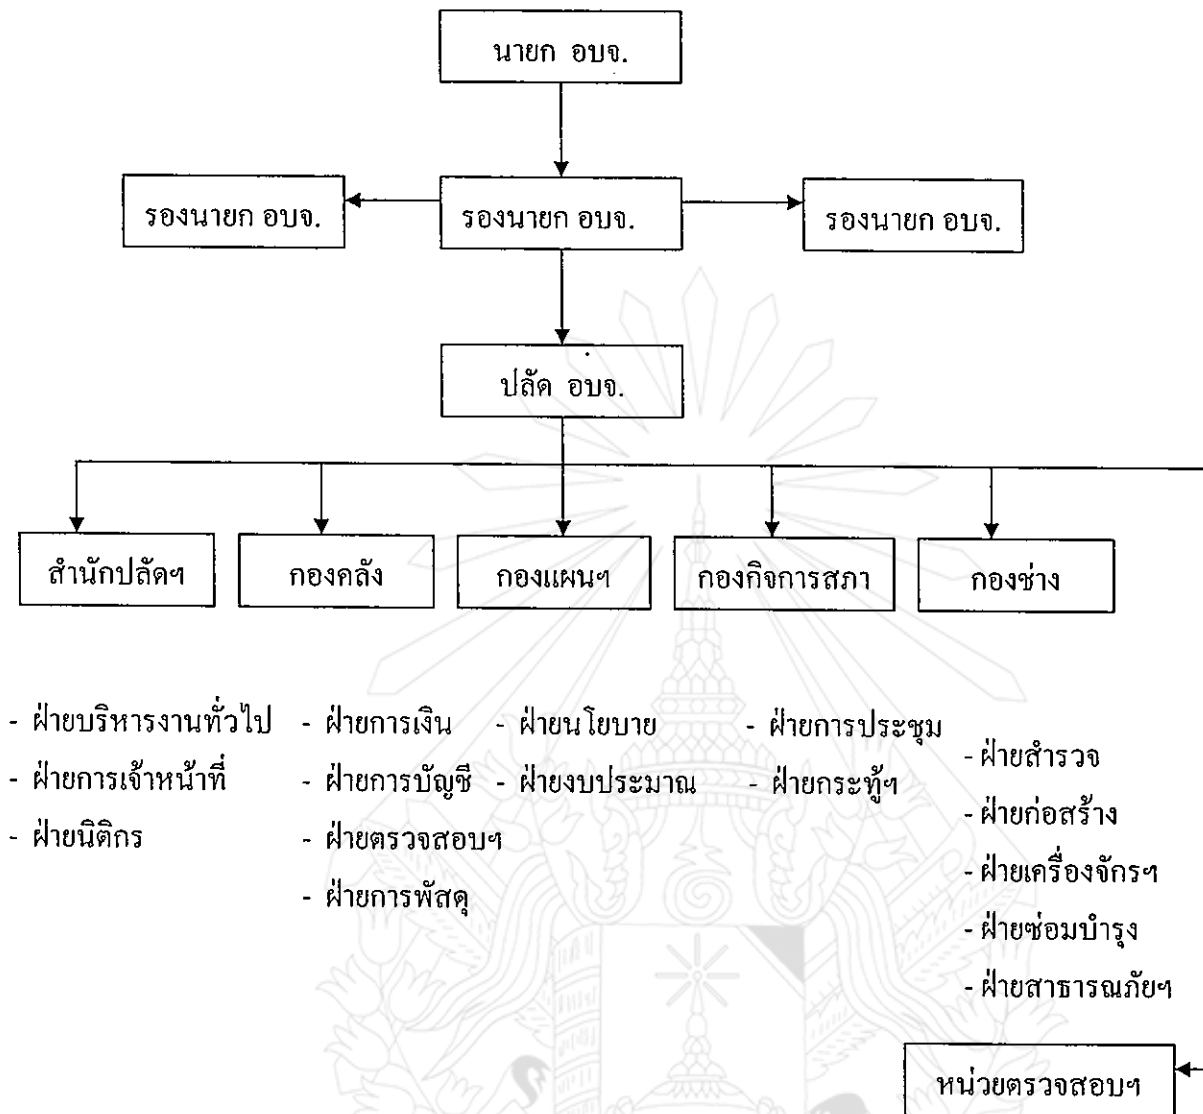 นายก อบจ.
รองนายก อบจ.
รองนายก อบจ.
รองนายก อบจ.
ปลัด อบจ.
สำนักปลัดฯ
กองคลัง
กองแผนฯ
กองกิจการสภา
กองช่าง
- ฝ่ายบริหารงานทั่วไป
- ฝ่ายการเจ้าหน้าที่
- ฝ่ายนิติกร
- ฝ่ายการเงิน
- ฝ่ายการบัญชี
- ฝ่ายตรวจสอบฯ
- ฝ่ายการพัสดุ
- ฝ่ายนโยบาย
- ฝ่ายงบประมาณ
- ฝ่ายการประชุม
- ฝ่ายกระทู้ฯ
- ฝ่ายสำรวจ
- ฝ่ายก่อสร้าง
- ฝ่ายเครื่องจักรฯ
- ฝ่ายซ่อมบำรุง
- ฝ่ายสาธารณภัยฯ
หน่วยตรวจสอบฯ